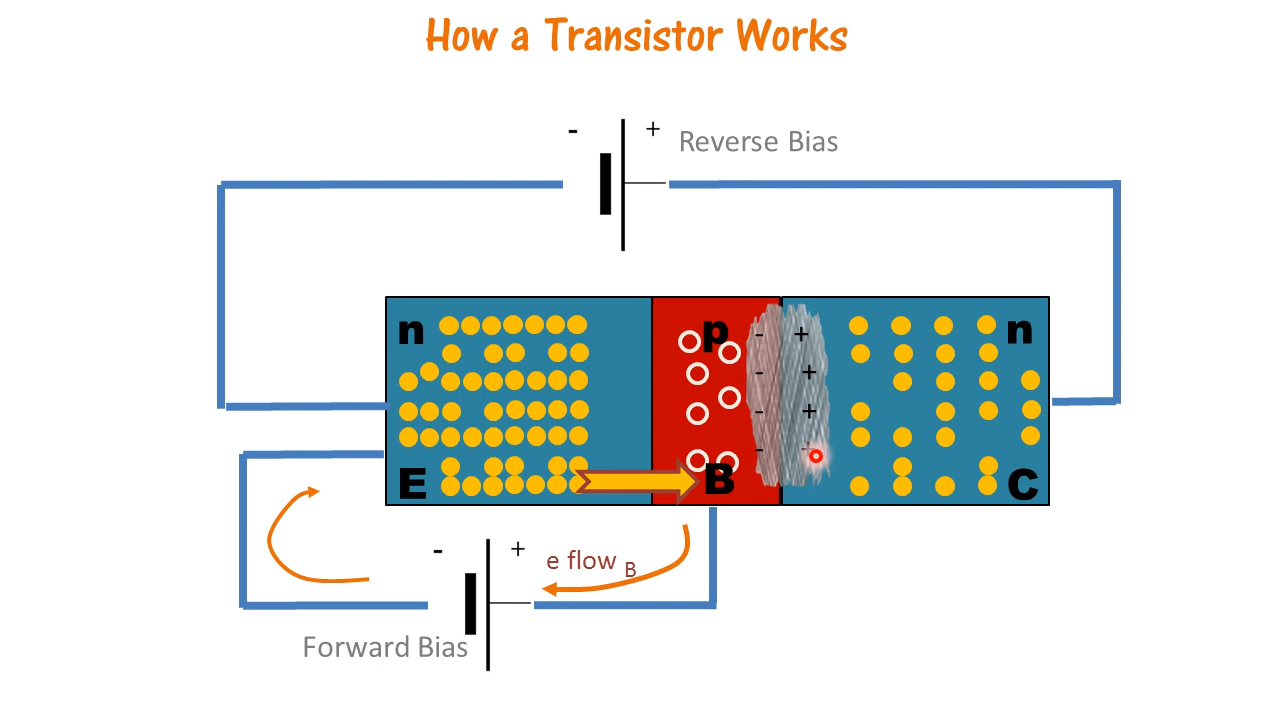 How a Transistor Works
- + Reverse Bias
n p n
- +
- +
- +
-
E B C
- + e flow B
Forward Bias